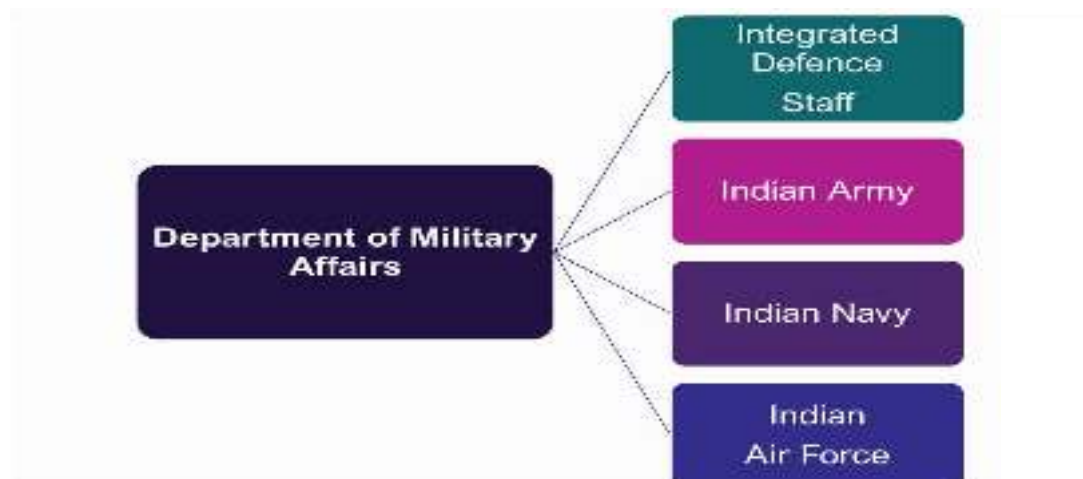 Department of Military
Affairs
Integrated
Defence
Staff
Indian Army
Indian Navy
Indian
Air Force